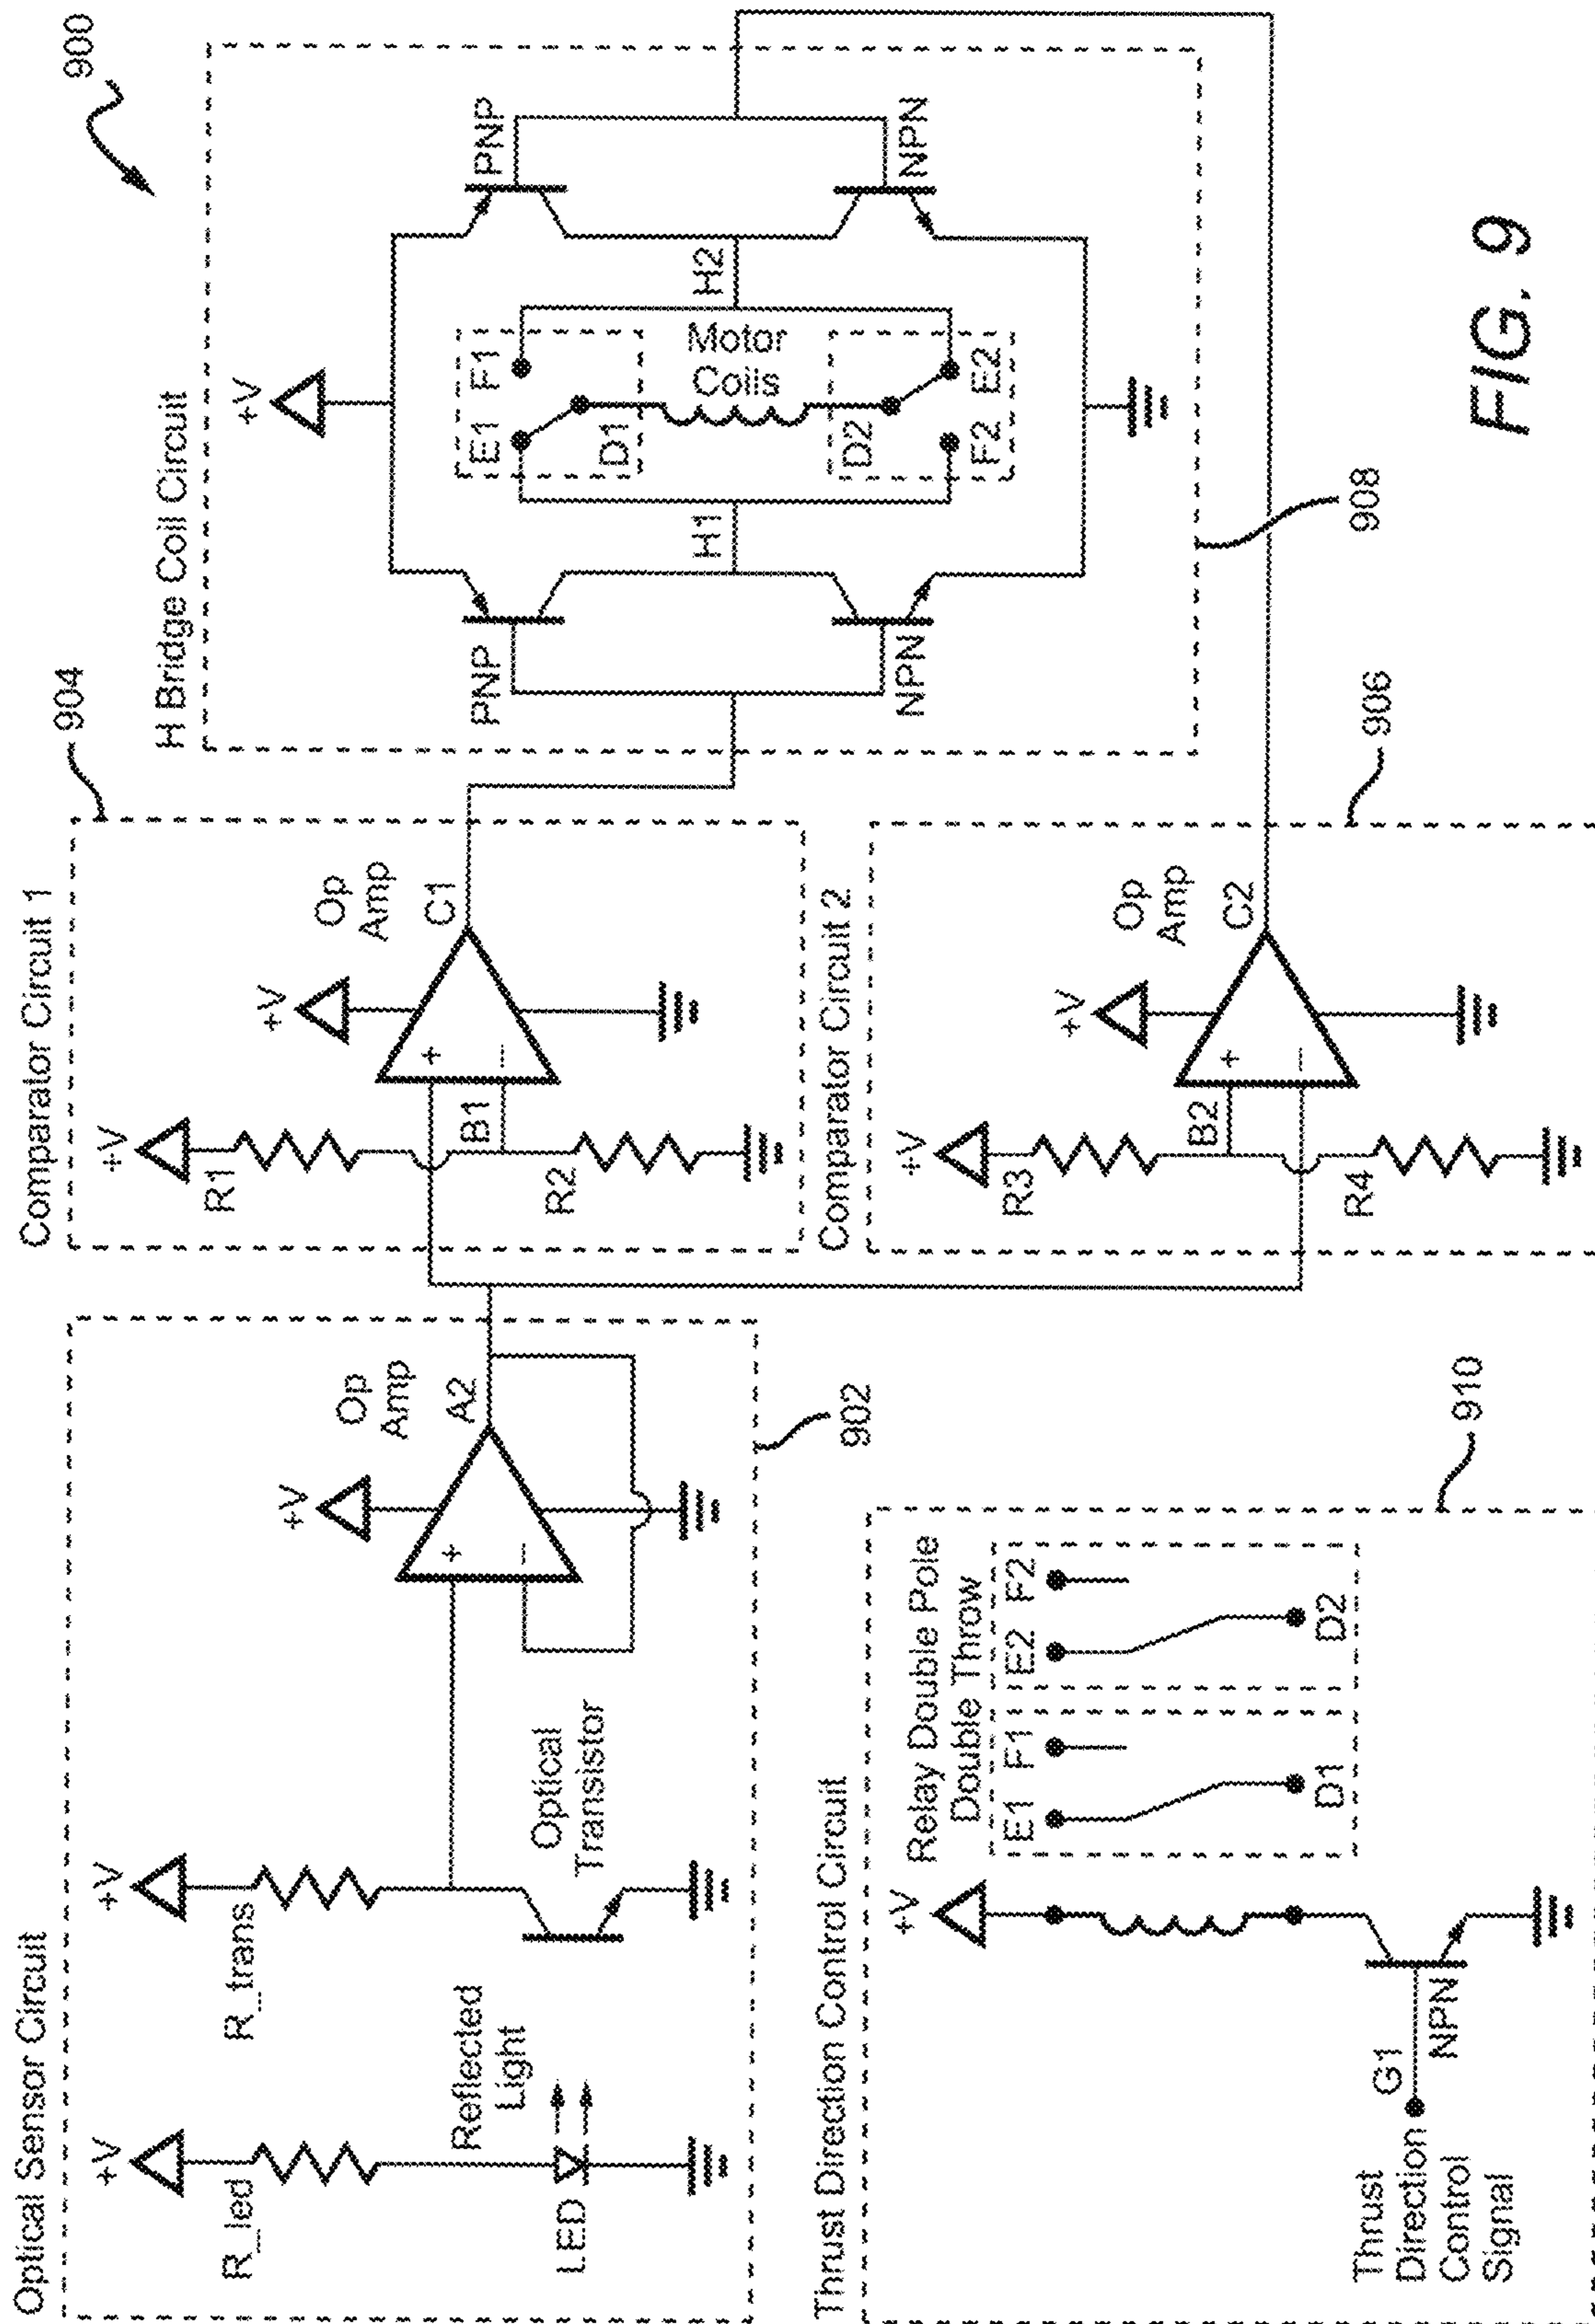 900
Optical Sensor Circuit
+V
R_led
Reflected
Light
LED
+V
R_trans
Optical
Transistor
+V
Op
Amp
+
−
A2
902
Comparator Circuit 1
904
+V
R1
B1
R2
+V
Op
Amp
+
−
C1
Comparator Circuit 2
906
+V
R3
B2
R4
+V
Op
Amp
+
−
C2
H Bridge Coil Circuit
+V
PNP
PNP
E1 F1
D1
H1
Motor
Coils
H2
D2
F2 E2
NPN
NPN
908
Thrust Direction Control Circuit
+V
Relay Double Pole
Double Throw
E1 F1
E2 F2
D1
D2
G1
NPN
Thrust
Direction
Control
Signal
910
FIG. 9